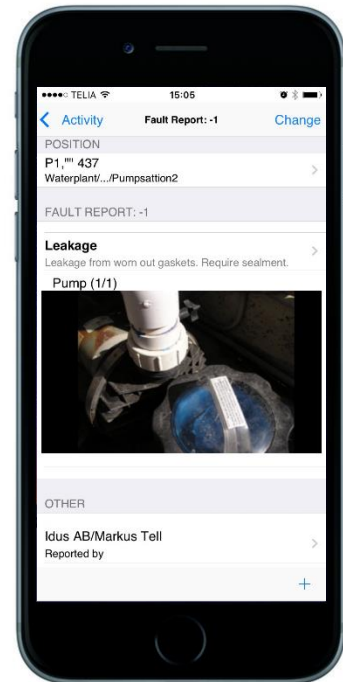 TELIA 15:05
Activity Fault Report: -1 Change
POSITION
P1,"" 437
Waterplant/.../Pumpsattion2
FAULT REPORT: -1
Leakage
Leakage from worn out gaskets. Require sealment.
Pump (1/1)
OTHER
Idus AB/Markus Tell
Reported by